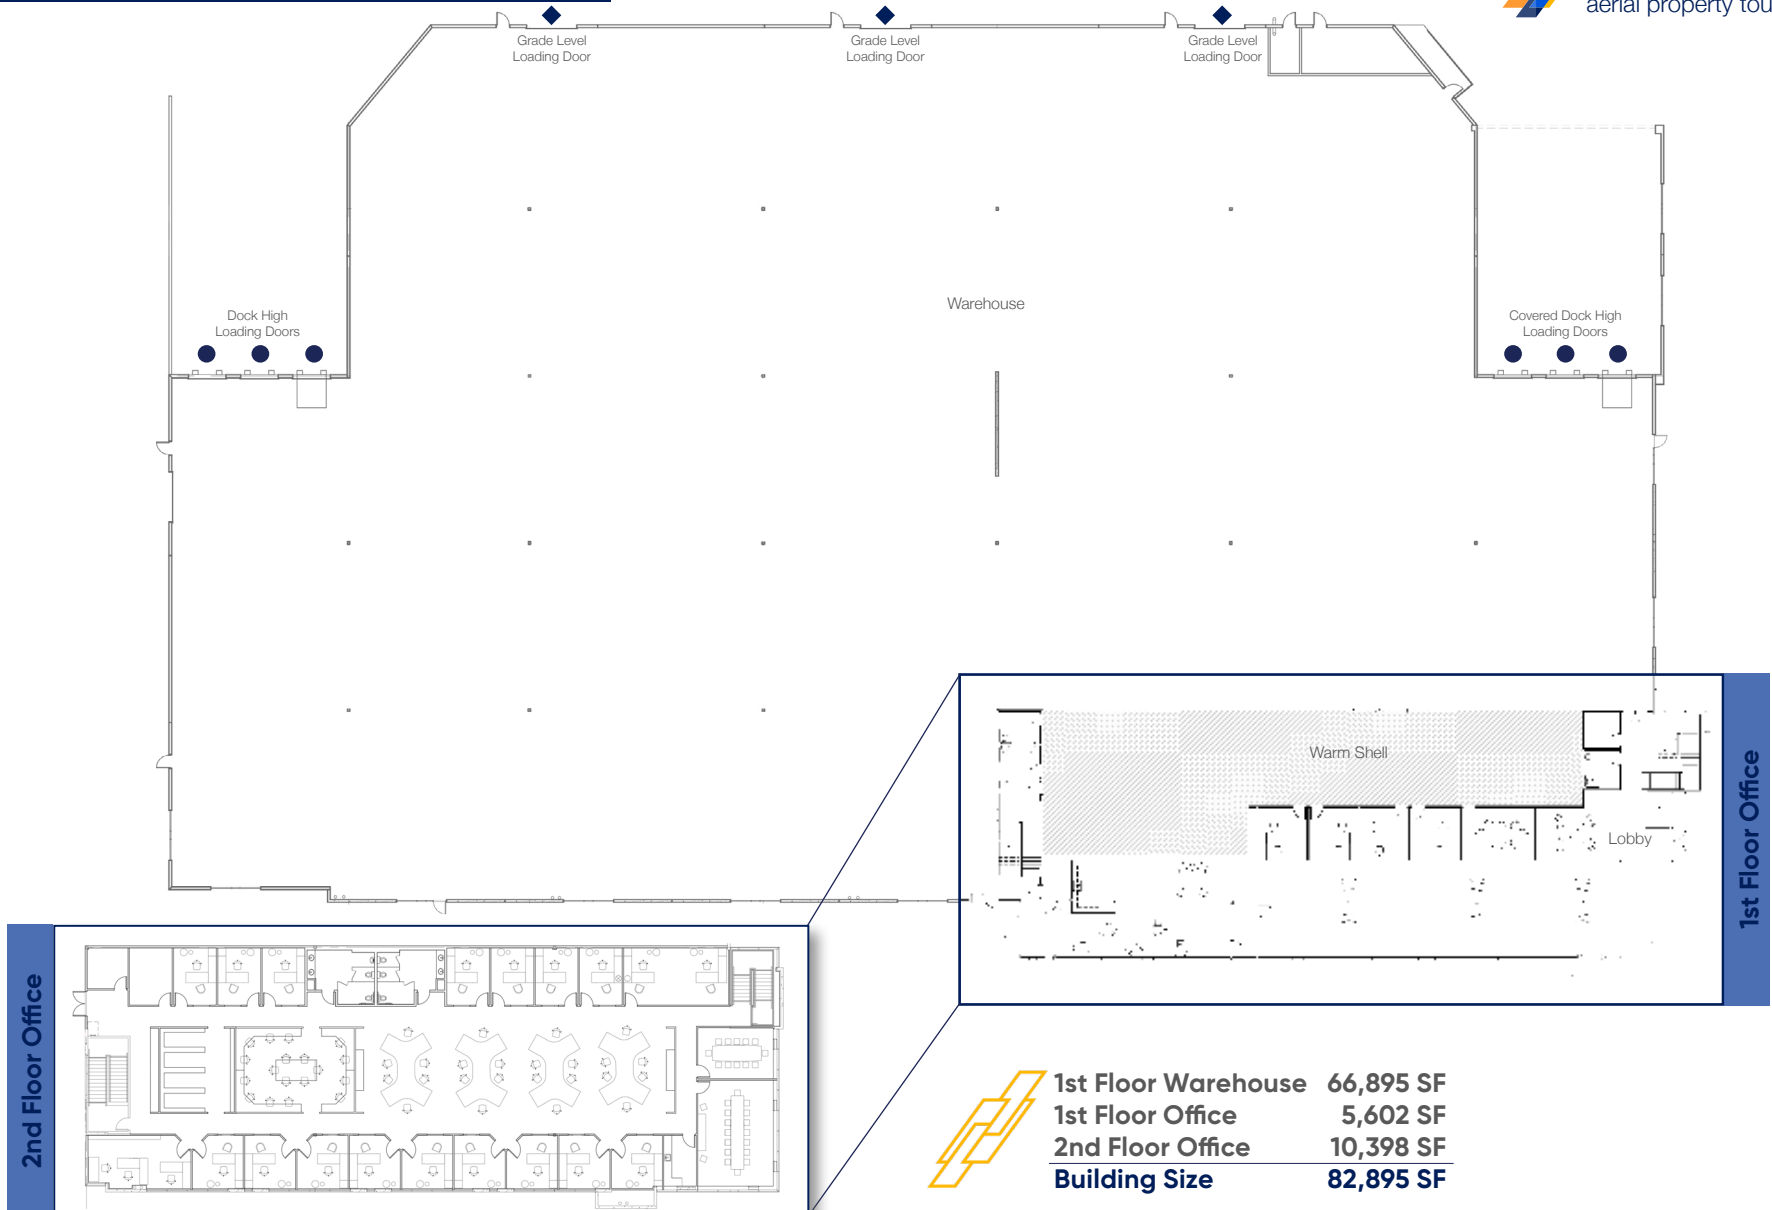 aerial property tou
Grade Level
Loading Door
Grade Level
Loading Door
Grade Level
Loading Door
Warehouse
Dock High
Loading Doors
Covered Dock High
Loading Doors
Warm Shell
Lobby
1st Floor Office
2nd Floor Office
1st Floor Warehouse 66,895 SF
1st Floor Office 5,602 SF
2nd Floor Office 10,398 SF
Building Size 82,895 SF